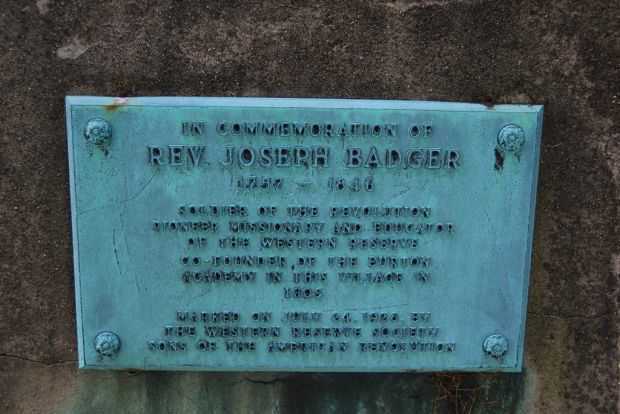 IN COMMEMORATION OF
REV. JOSEPH BADGER
1757 – 1846
SOLDIER OF THE REVOLUTION
PIONEER MISSIONARY AND EDUCATOR
OF THE WESTERN RESERVE
CO-FOUNDER OF THE BURTON
ACADEMY IN THIS VILLAGE IN
MARKED ON JULY BY
THE WESTERN RESERVE SOCIETY
SONS OF THE AMERICAN REVOLUTION